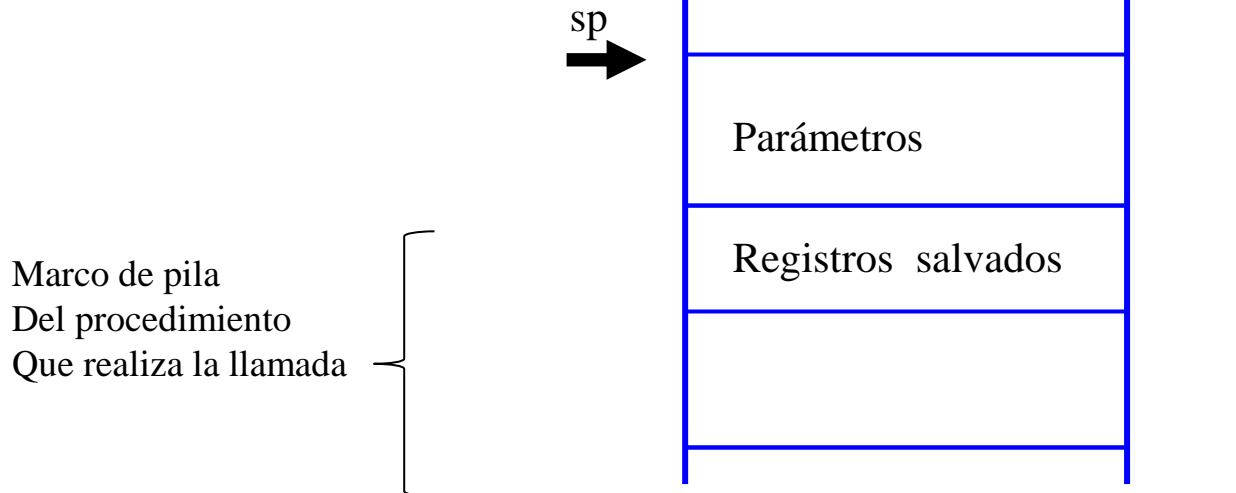 sp
Parámetros
Registros salvados
Marco de pila
Del procedimiento
Que realiza la llamada